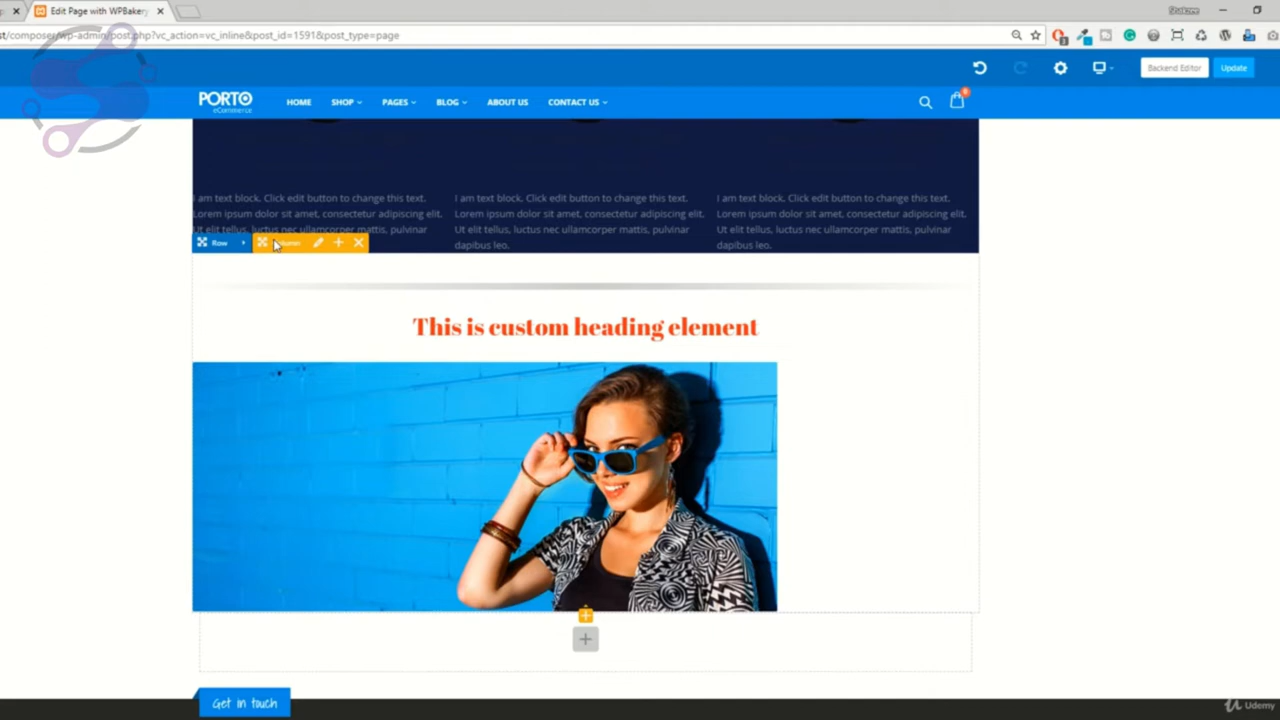 Edit Page with WPBakery
st/composer/wp-admin/post.php?vc_action=vc_inline&post_id=1591&post_type=page
Backend Editor
Update
PORTO
eCommerce
HOME
SHOP
PAGES
BLOG
ABOUT US
CONTACT US
I am text block. Click edit button to change this text.
Lorem ipsum dolor sit amet, consectetur adipiscing elit.
Ut elit tellus, luctus nec ullamcorper mattis, pulvinar
I am text block. Click edit button to change this text.
Lorem ipsum dolor sit amet, consectetur adipiscing elit.
Ut elit tellus, luctus nec ullamcorper mattis, pulvinar
dapibus leo.
I am text block. Click edit button to change this text.
Lorem ipsum dolor sit amet, consectetur adipiscing elit.
Ut elit tellus, luctus nec ullamcorper mattis, pulvinar
dapibus leo.
Row
This is custom heading element
Get in touch
Udemy